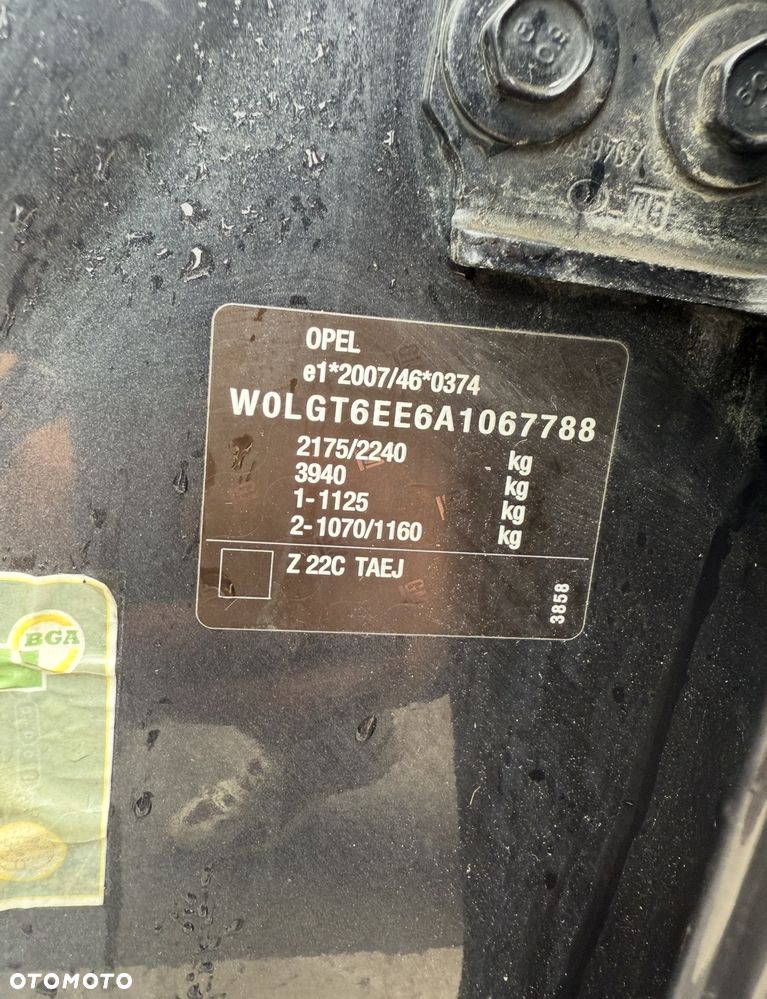 OPEL
e1*2007/46*0374
W0LGT6EE6A1067788
2175/2240 kg
3940 kg
1-1125 kg
2-1070/1160 kg
Z 22C TAEJ
3858
BGA
GM
OTOMOTO